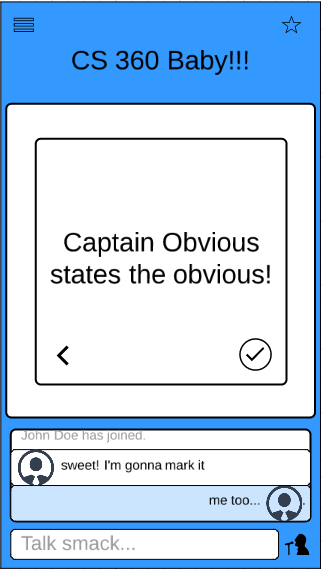 CS 360 Baby!!!
Captain Obvious
states the obvious!
John Doe has joined.
sweet! I'm gonna mark it
me too...
Talk smack...